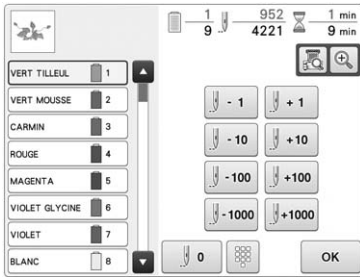 1 952 1 min
9 4221 9 min
VERT TILLEUL 1
VERT MOUSSE 2
CARMIN 3
ROUGE 4
MAGENTA 5
VIOLET GLYCINE 6
VIOLET 7
BLANC 8
- 1 + 1
- 10 +10
-100 +100
-1000 +1000
0 OK